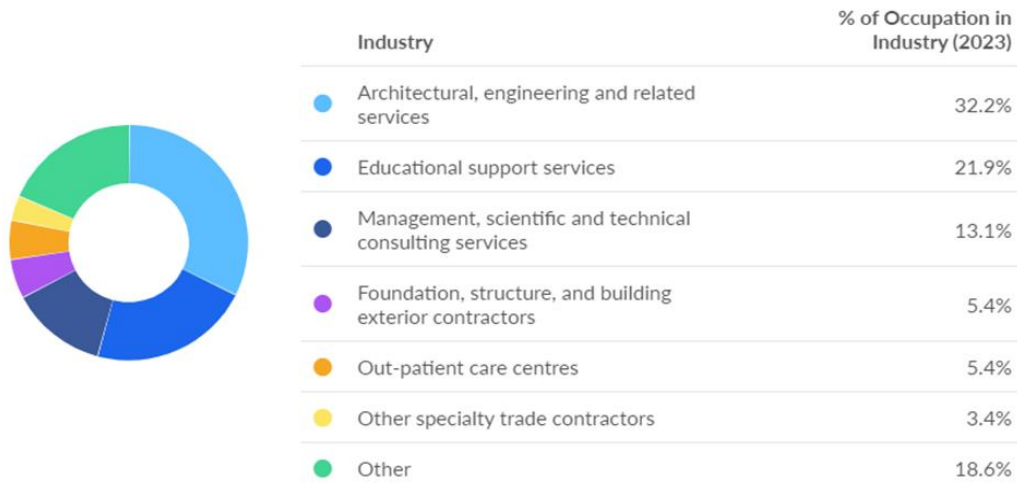 Industry
% of Occupation in
Industry (2023)
Architectural, engineering and related
services
32.2%
Educational support services
21.9%
Management, scientific and technical
consulting services
13.1%
Foundation, structure, and building
exterior contractors
5.4%
Out-patient care centres
5.4%
Other specialty trade contractors
3.4%
Other
18.6%